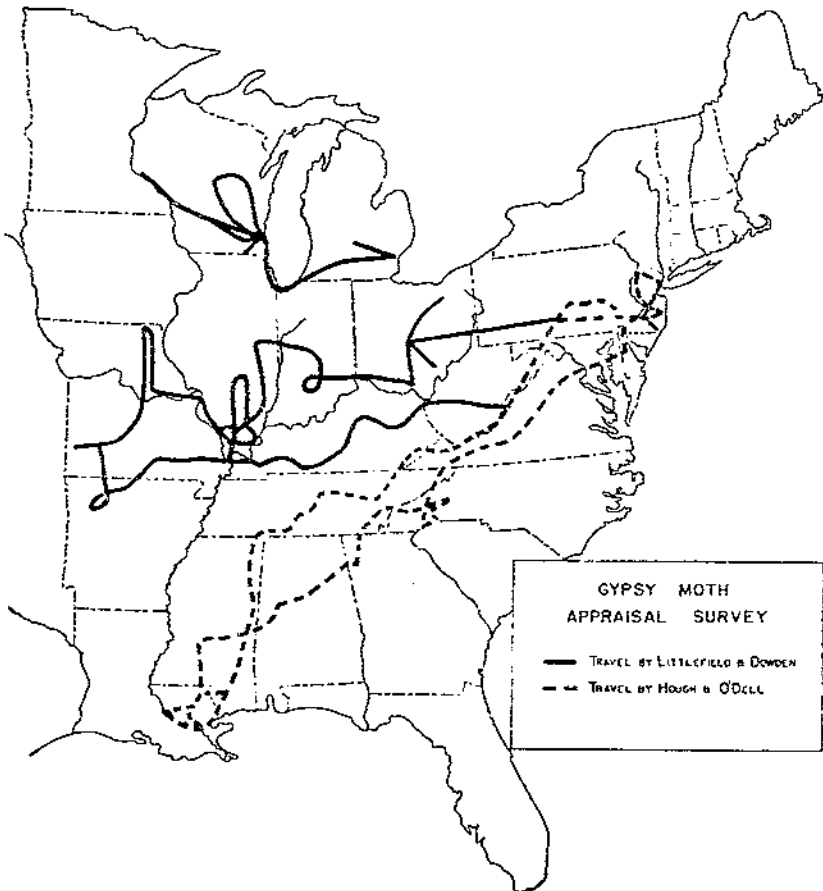 GYPSY MOTH
APPRAISAL SURVEY
TRAVEL BY LITTLEFIELD & DOWDEN
TRAVEL BY HOUGH & O'DELL